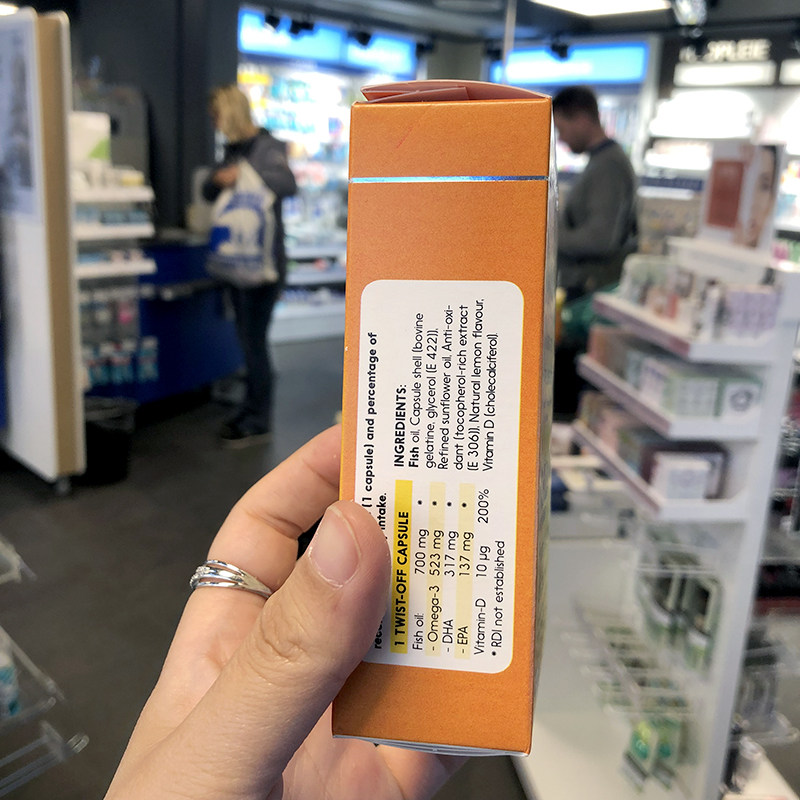 (1 capsule) and percentage of
intake.
1 TWIST-OFF CAPSULE
Fish oil: 700 mg •
- Omega-3 523 mg •
- DHA 317 mg •
- EPA 137 mg •
Vitamin-D 10 µg 200%
• RDI not established
INGREDIENTS:
Fish oil, Capsule shell (bovine
gelatine, glycerol (E 422)),
Refined sunflower oil, Anti-oxi-
dant (tocopherol-rich extract
(E 306)), Natural lemon flavour,
Vitamin D (cholecalciferol).